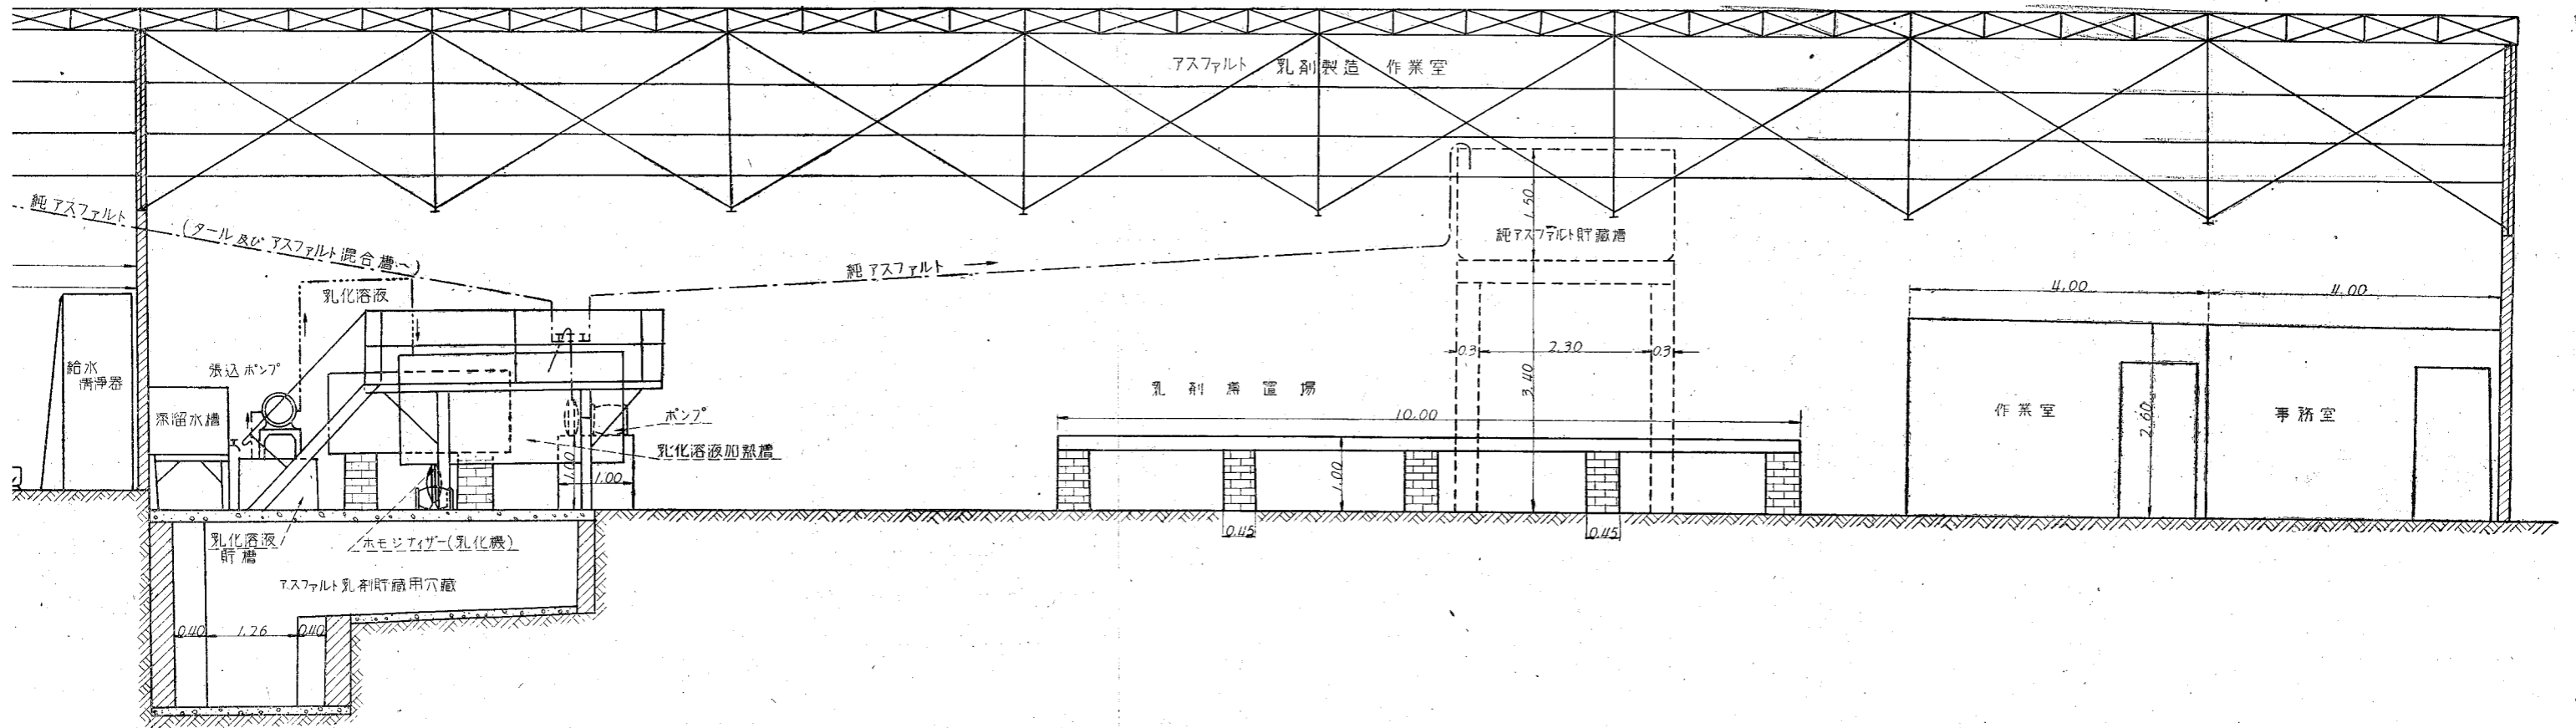 アスファルト 乳剤製造 作業室
純アスファルト
(タール及びアスファルト混合槽へ)
乳化溶液
純アスファルト
純アスファルト貯蔵槽
1.50
3.40
0.3
2.30
0.3
4.00
4.00
給水
清浄器
蒸留水槽
張込ポンプ
ポンプ
乳化溶液加熱槽
1.00
1.00
乳剤 置場
10.00
1.00
0.45
0.45
作業室
2.60
事務室
乳化溶液
貯槽
ホモジナイザー(乳化機)
アスファルト乳剤貯蔵用穴蔵
0.40
1.26
0.40